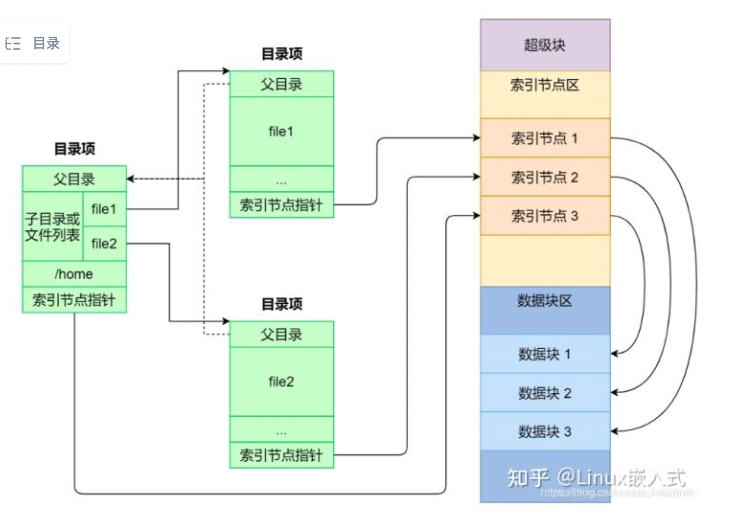 目录
目录项
父目录
子目录或
文件列表
file1
file2
/home
索引节点指针
目录项
父目录
file1
...
索引节点指针
目录项
父目录
file2
...
索引节点指针
超级块
索引节点区
索引节点 1
索引节点 2
索引节点 3
数据块区
数据块 1
数据块 2
数据块 3
知乎 @Linux嵌入式